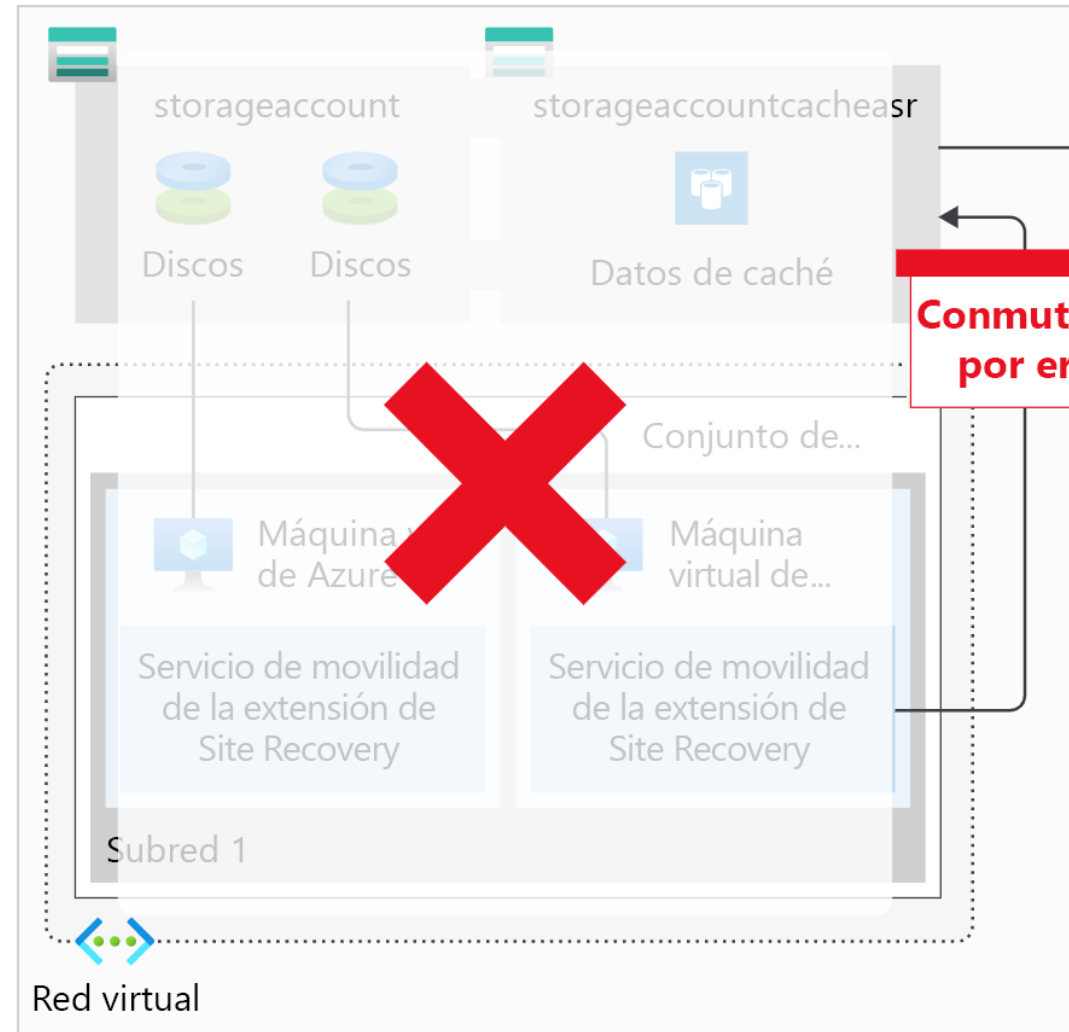 storageaccount
storageaccountcacheasr
Discos
Discos
Datos de caché
Conmut
por er
Conjunto de...
Máquina v
de Azure
Máquina
virtual de...
Servicio de movilidad
de la extensión de
Site Recovery
Servicio de movilidad
de la extensión de
Site Recovery
Subred 1
Red virtual